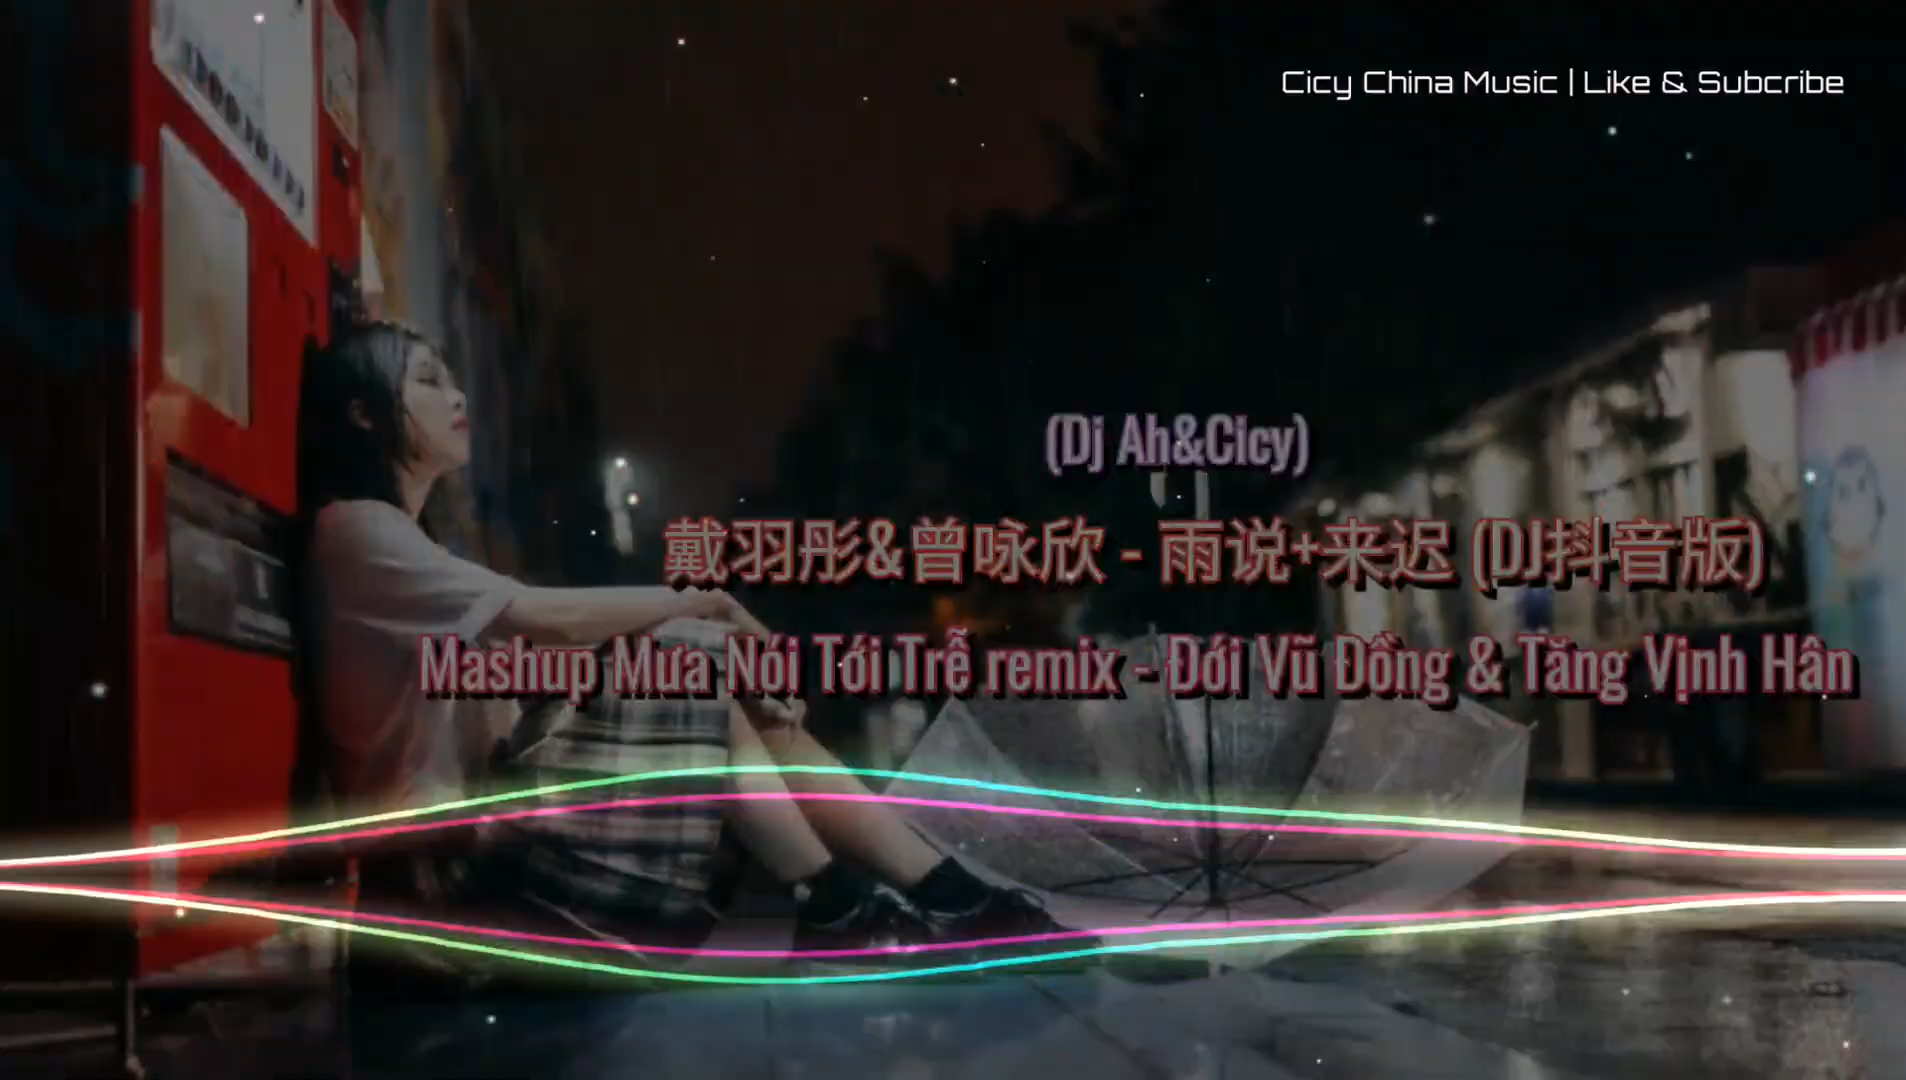 Cicy China Music | Like & Subcribe
(Dj Ah&Cicy)
戴羽彤&曾咏欣 - 雨说+来迟 (DJ抖音版)
Mashup Mưa Nói Tới Trễ remix - Đới Vũ Đồng & Tăng Vịnh Hân